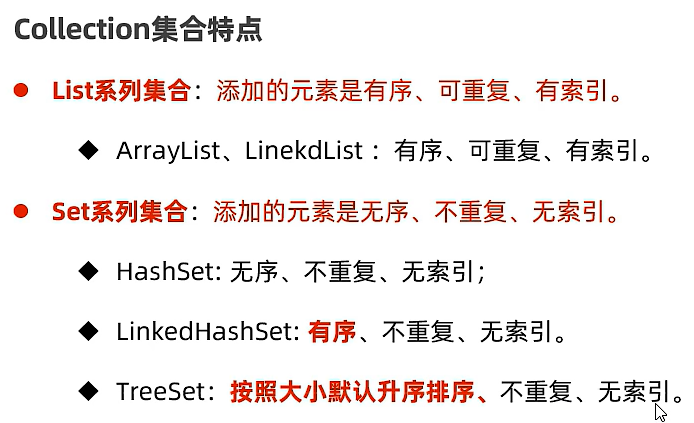 Collection集合特点
List系列集合：添加的元素是有序、可重复、有索引。
ArrayList、LinekdList ：有序、可重复、有索引。
Set系列集合：添加的元素是无序、不重复、无索引。
HashSet: 无序、不重复、无索引；
LinkedHashSet: 有序、不重复、无索引。
TreeSet：按照大小默认升序排序、不重复、无索引。